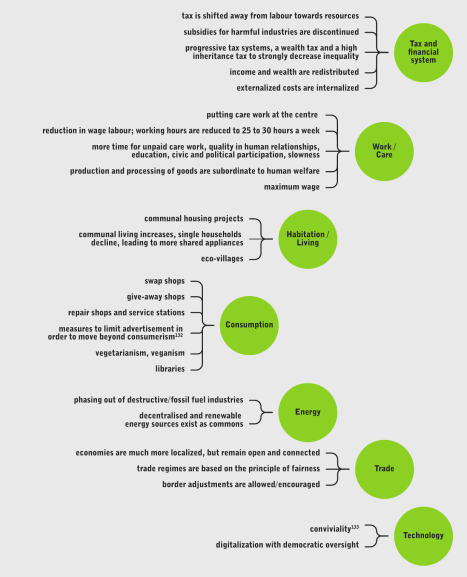 tax is shifted away from labour towards resources
subsidies for harmful industries are discontinued
progressive tax systems, a wealth tax and a high
inheritance tax to strongly decrease inequality
income and wealth are redistributed
externalized costs are internalized
Tax and
financial
system
putting care work at the centre
reduction in wage labour; working hours are reduced to 25 to 30 hours a week
more time for unpaid care work, quality in human relationships,
education, civic and political participation, slowness
production and processing of goods are subordinate to human welfare
maximum wage
Work /
Care
communal housing projects
communal living increases, single households
decline, leading to more shared appliances
eco-villages
Habitation /
Living
swap shops
give-away shops
repair shops and service stations
measures to limit advertisement in
order to move beyond consumerism132
vegetarianism, veganism
libraries
Consumption
phasing out of destructive/fossil fuel industries
decentralised and renewable
energy sources exist as commons
Energy
economies are much more localized, but remain open and connected
trade regimes are based on the principle of fairness
border adjustments are allowed/encouraged
Trade
conviviality133
digitalization with democratic oversight
Technology